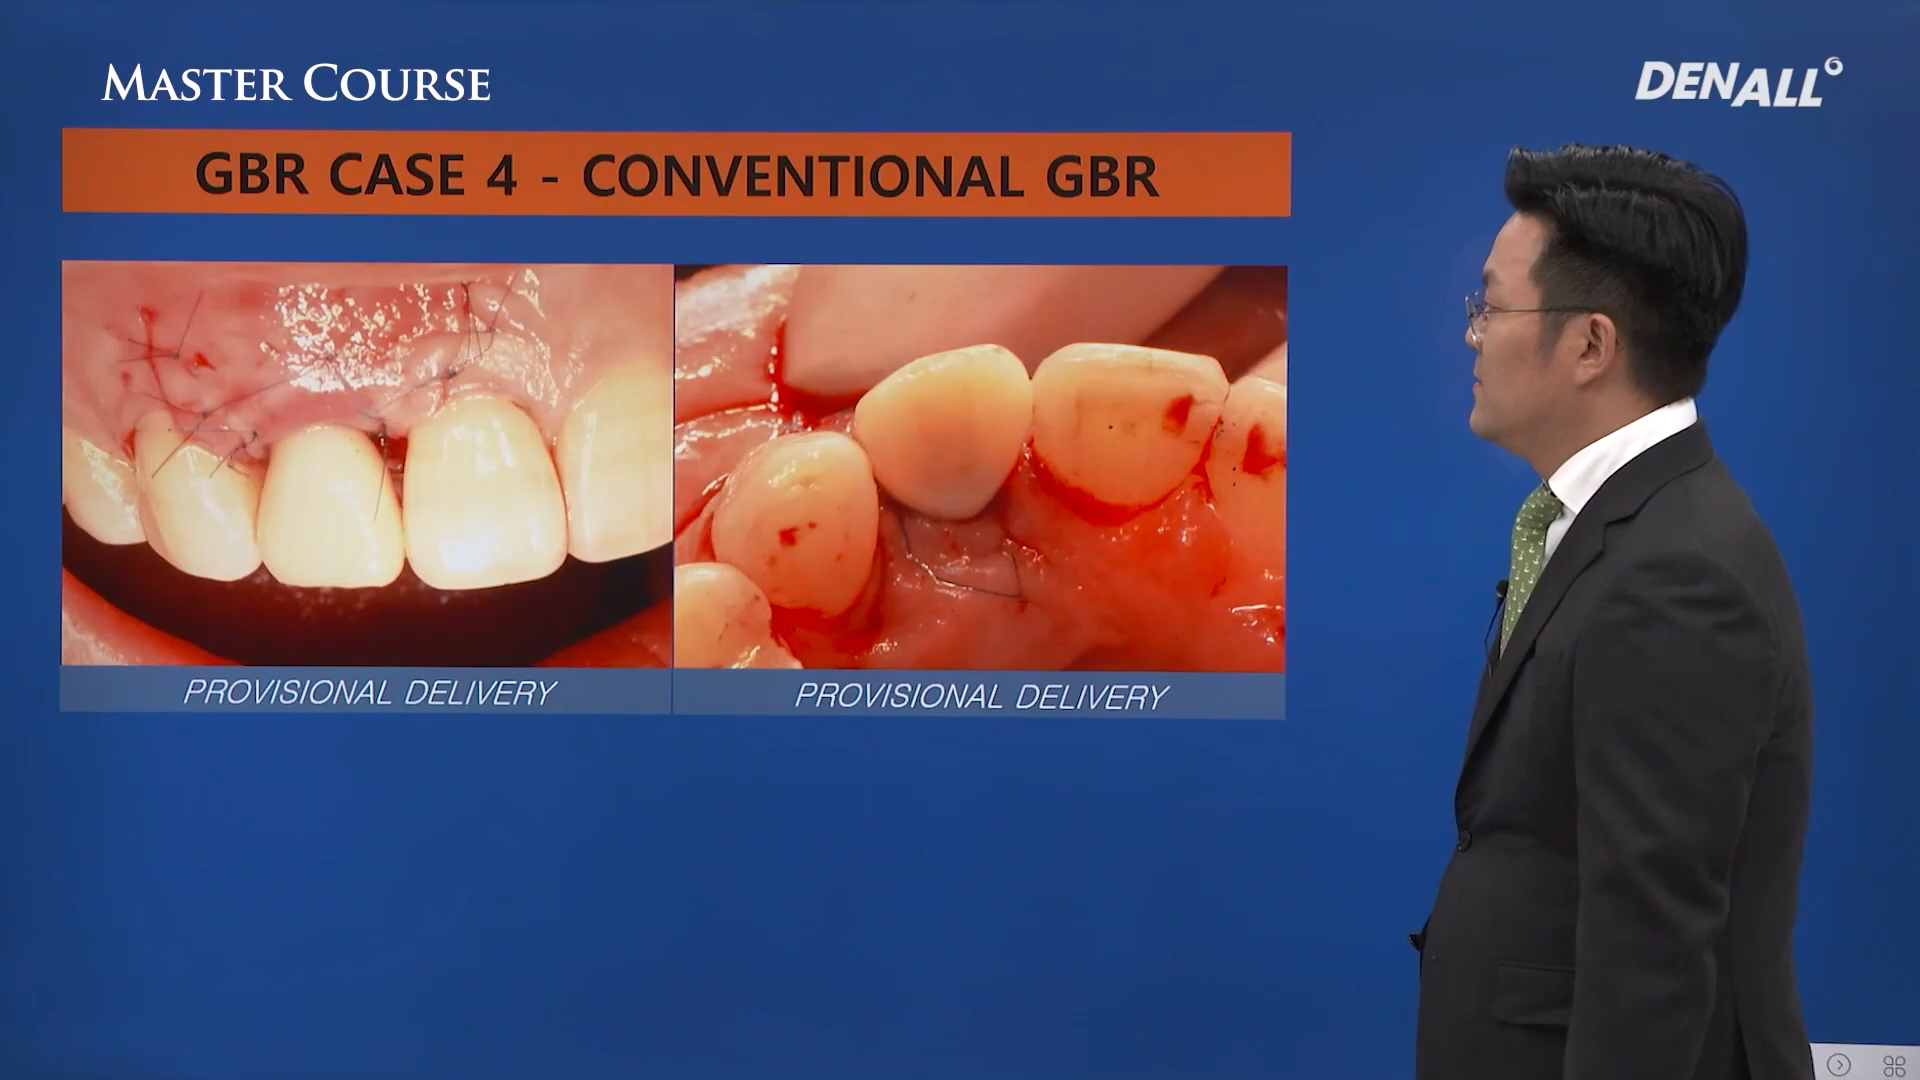 MASTER COURSE
DENALL
GBR CASE 4 - CONVENTIONAL GBR
PROVISIONAL DELIVERY
PROVISIONAL DELIVERY